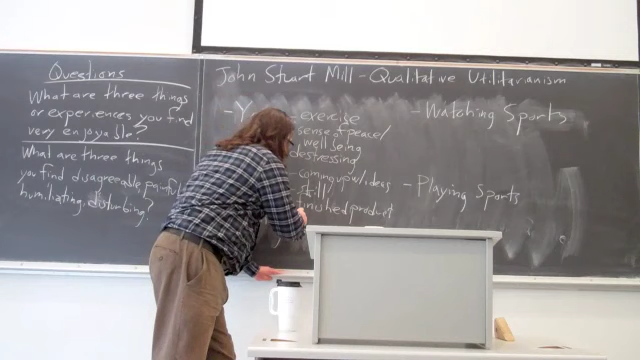 Questions
What are three things
or experiences you find
very enjoyable?
What are three things
you find disagreeable, painful,
humiliating, disturbing?
John Stuart Mill - Qualitative Utilitarianism
- Y
- exercise
sense of peace/
well being
destressing
coming up w/ideas
skill/
finished product
- Watching Sports
- Playing Sports